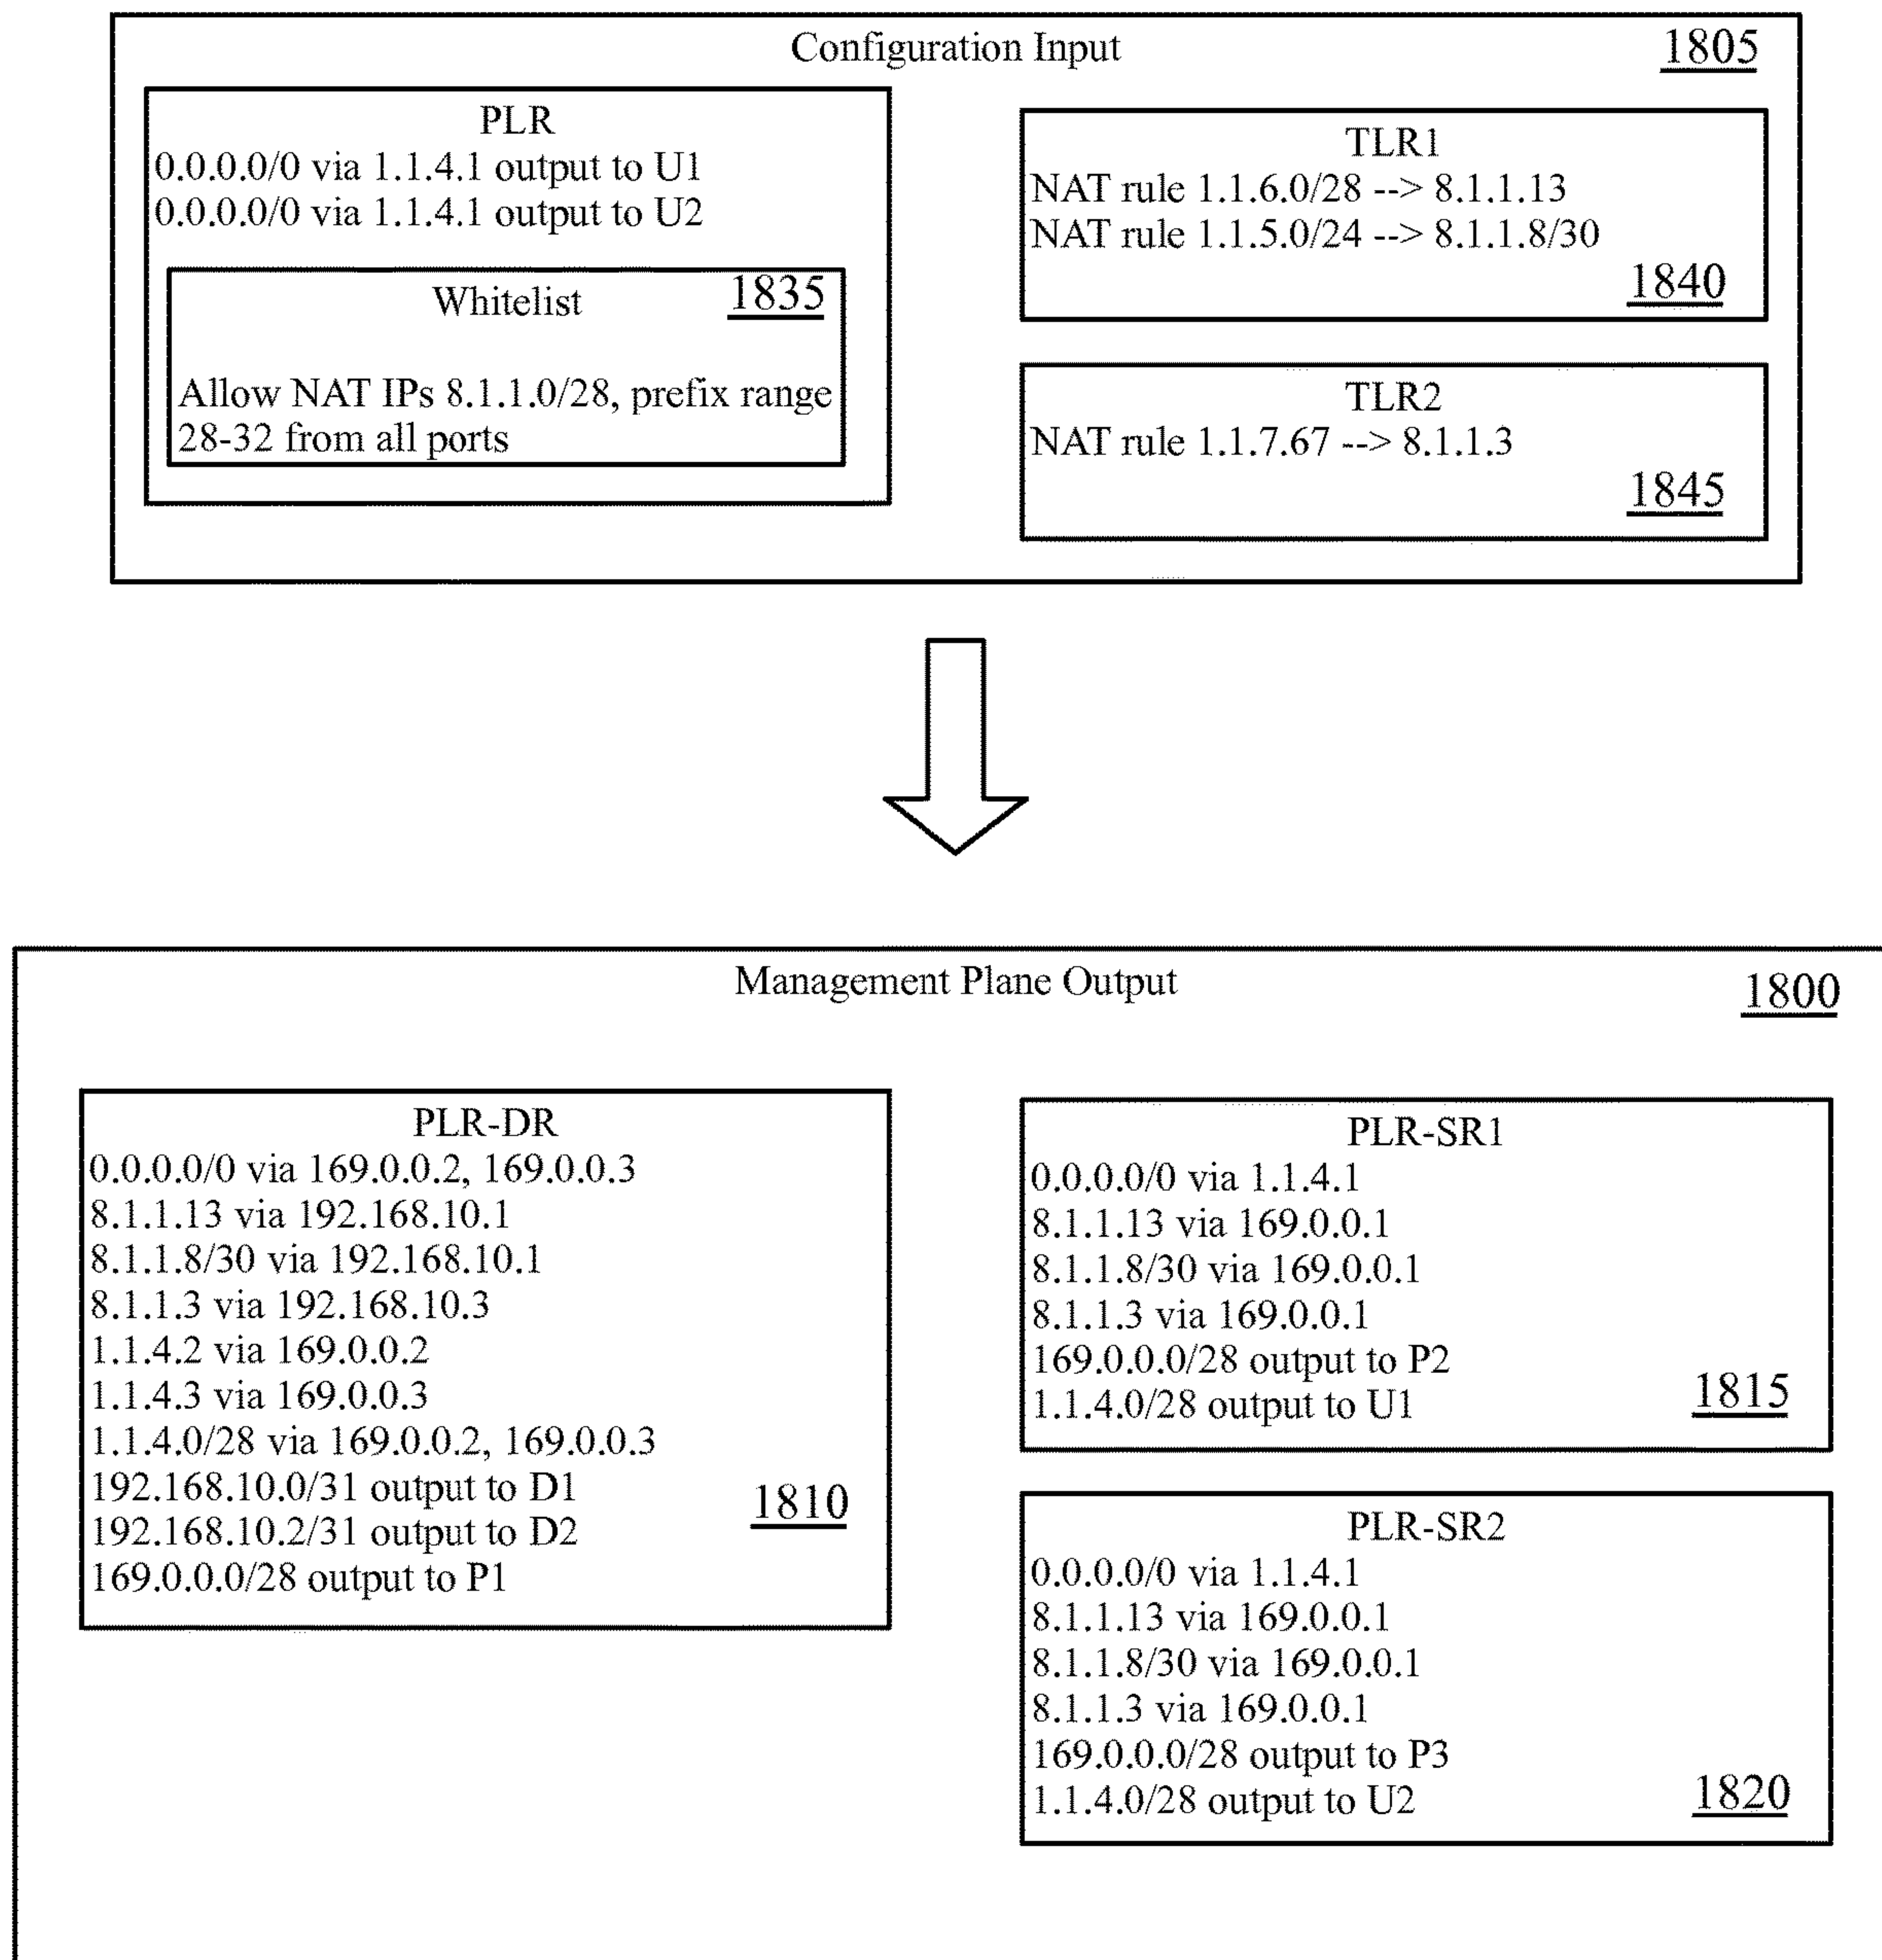 Configuration Input
1805
PLR
0.0.0.0/0 via 1.1.4.1 output to U1
0.0.0.0/0 via 1.1.4.1 output to U2
Whitelist
1835
Allow NAT IPs 8.1.1.0/28, prefix range
28-32 from all ports
TLR1
NAT rule 1.1.6.0/28 --> 8.1.1.13
NAT rule 1.1.5.0/24 --> 8.1.1.8/30
1840
TLR2
NAT rule 1.1.7.67 --> 8.1.1.3
1845
Management Plane Output
1800
PLR-DR
0.0.0.0/0 via 169.0.0.2, 169.0.0.3
8.1.1.13 via 192.168.10.1
8.1.1.8/30 via 192.168.10.1
8.1.1.3 via 192.168.10.3
1.1.4.2 via 169.0.0.2
1.1.4.3 via 169.0.0.3
1.1.4.0/28 via 169.0.0.2, 169.0.0.3
192.168.10.0/31 output to D1
192.168.10.2/31 output to D2
169.0.0.0/28 output to P1
1810
PLR-SR1
0.0.0.0/0 via 1.1.4.1
8.1.1.13 via 169.0.0.1
8.1.1.8/30 via 169.0.0.1
8.1.1.3 via 169.0.0.1
169.0.0.0/28 output to P2
1.1.4.0/28 output to U1
1815
PLR-SR2
0.0.0.0/0 via 1.1.4.1
8.1.1.13 via 169.0.0.1
8.1.1.8/30 via 169.0.0.1
8.1.1.3 via 169.0.0.1
169.0.0.0/28 output to P3
1.1.4.0/28 output to U2
1820